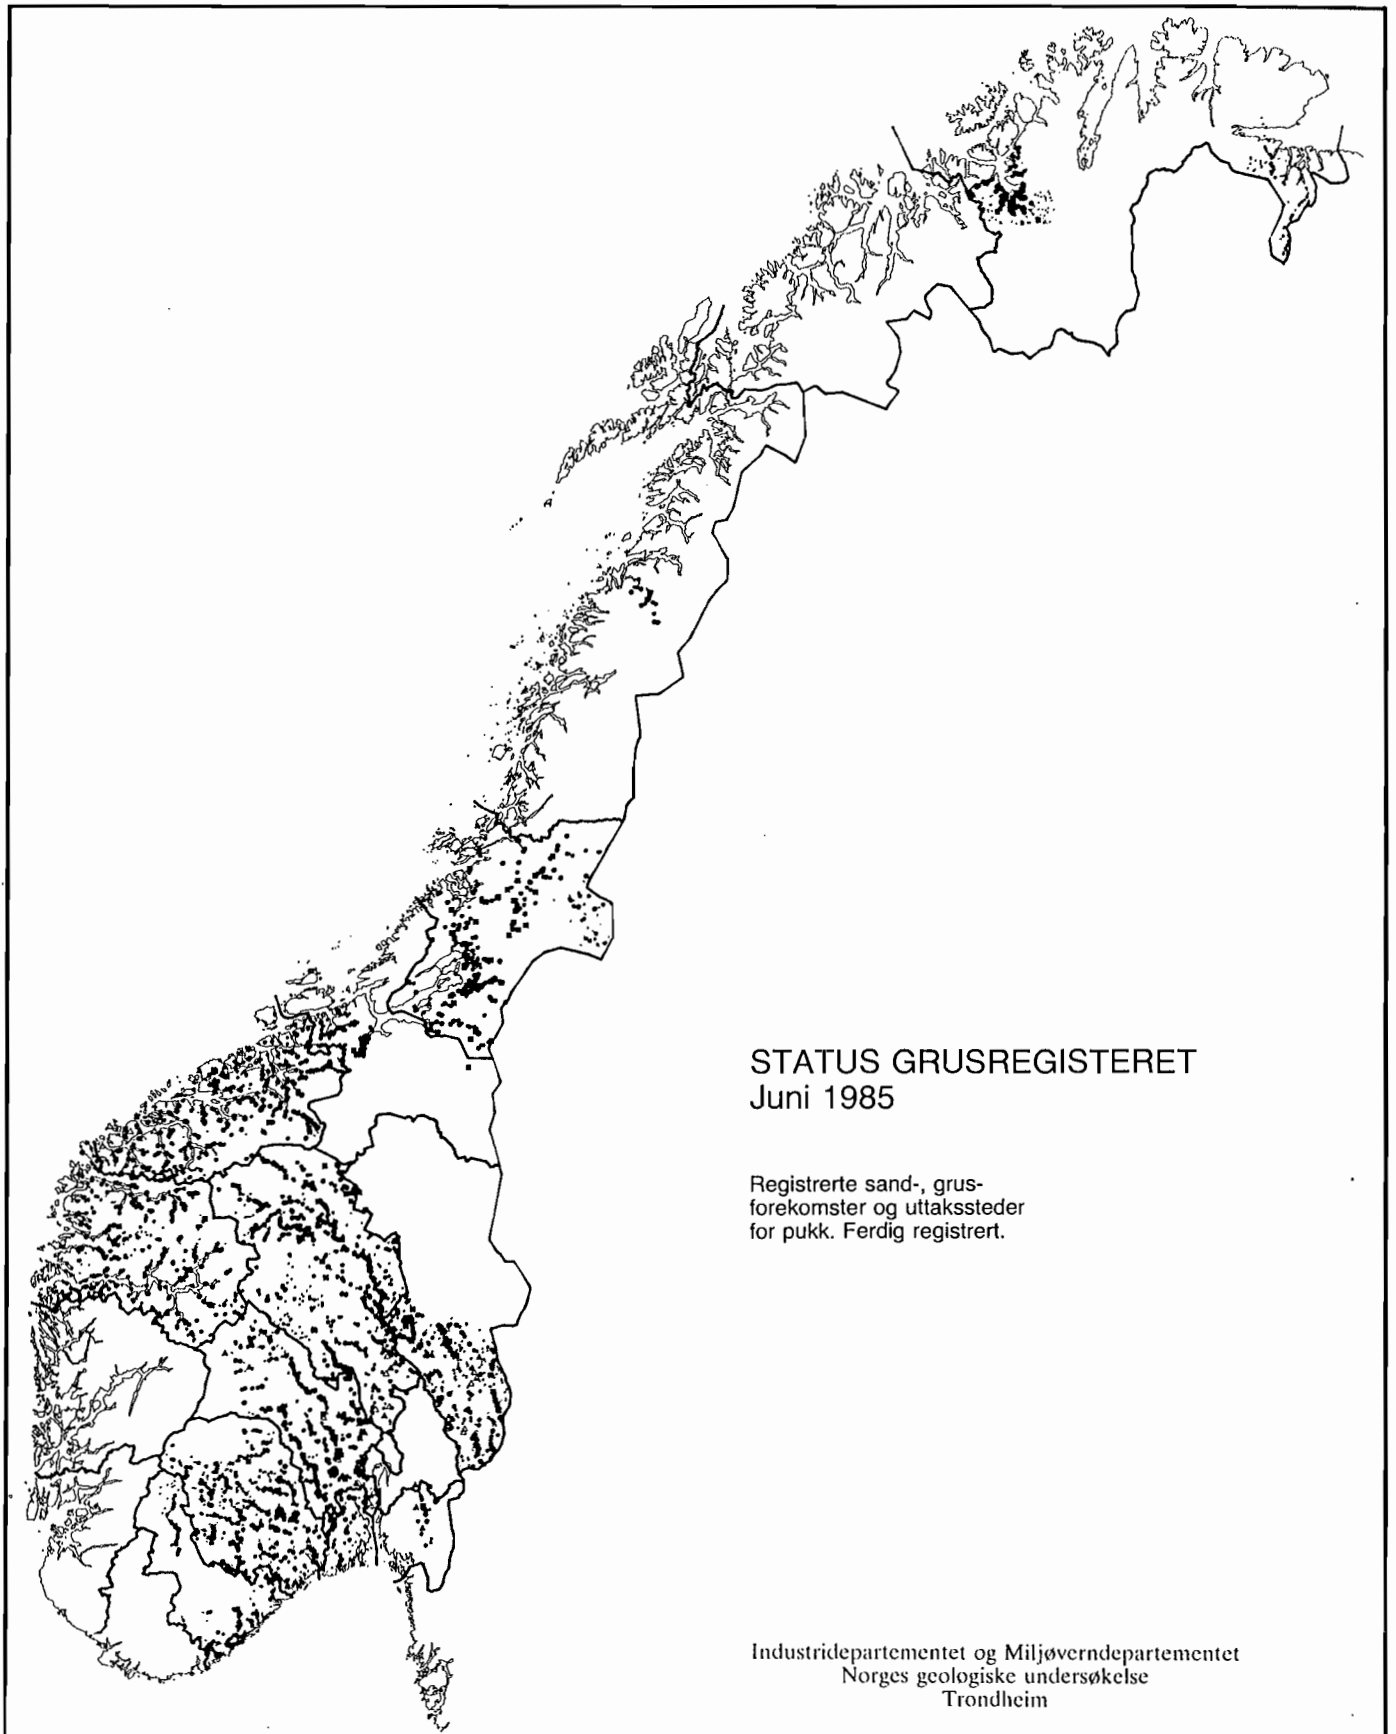 STATUS GRUSREGISTERET
Juni 1985
Registrerte sand-, grus-
forekomster og uttakssteder
for pukk. Ferdig registrert.
Industridepartementet og Miljøverndepartementet
Norges geologiske undersøkelse
Trondheim